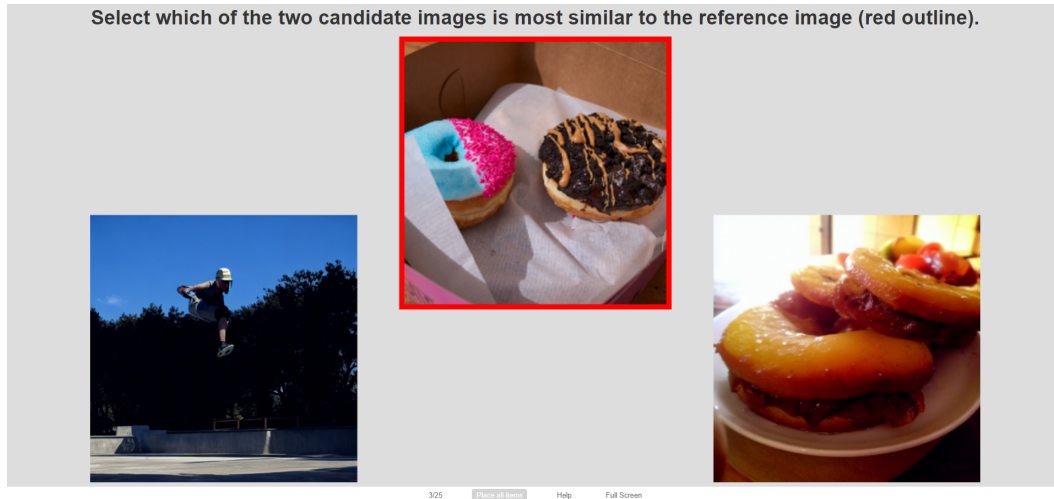 Select which of the two candidate images is most similar to the reference image (red outline).
3/25 Place all items Help Full Screen